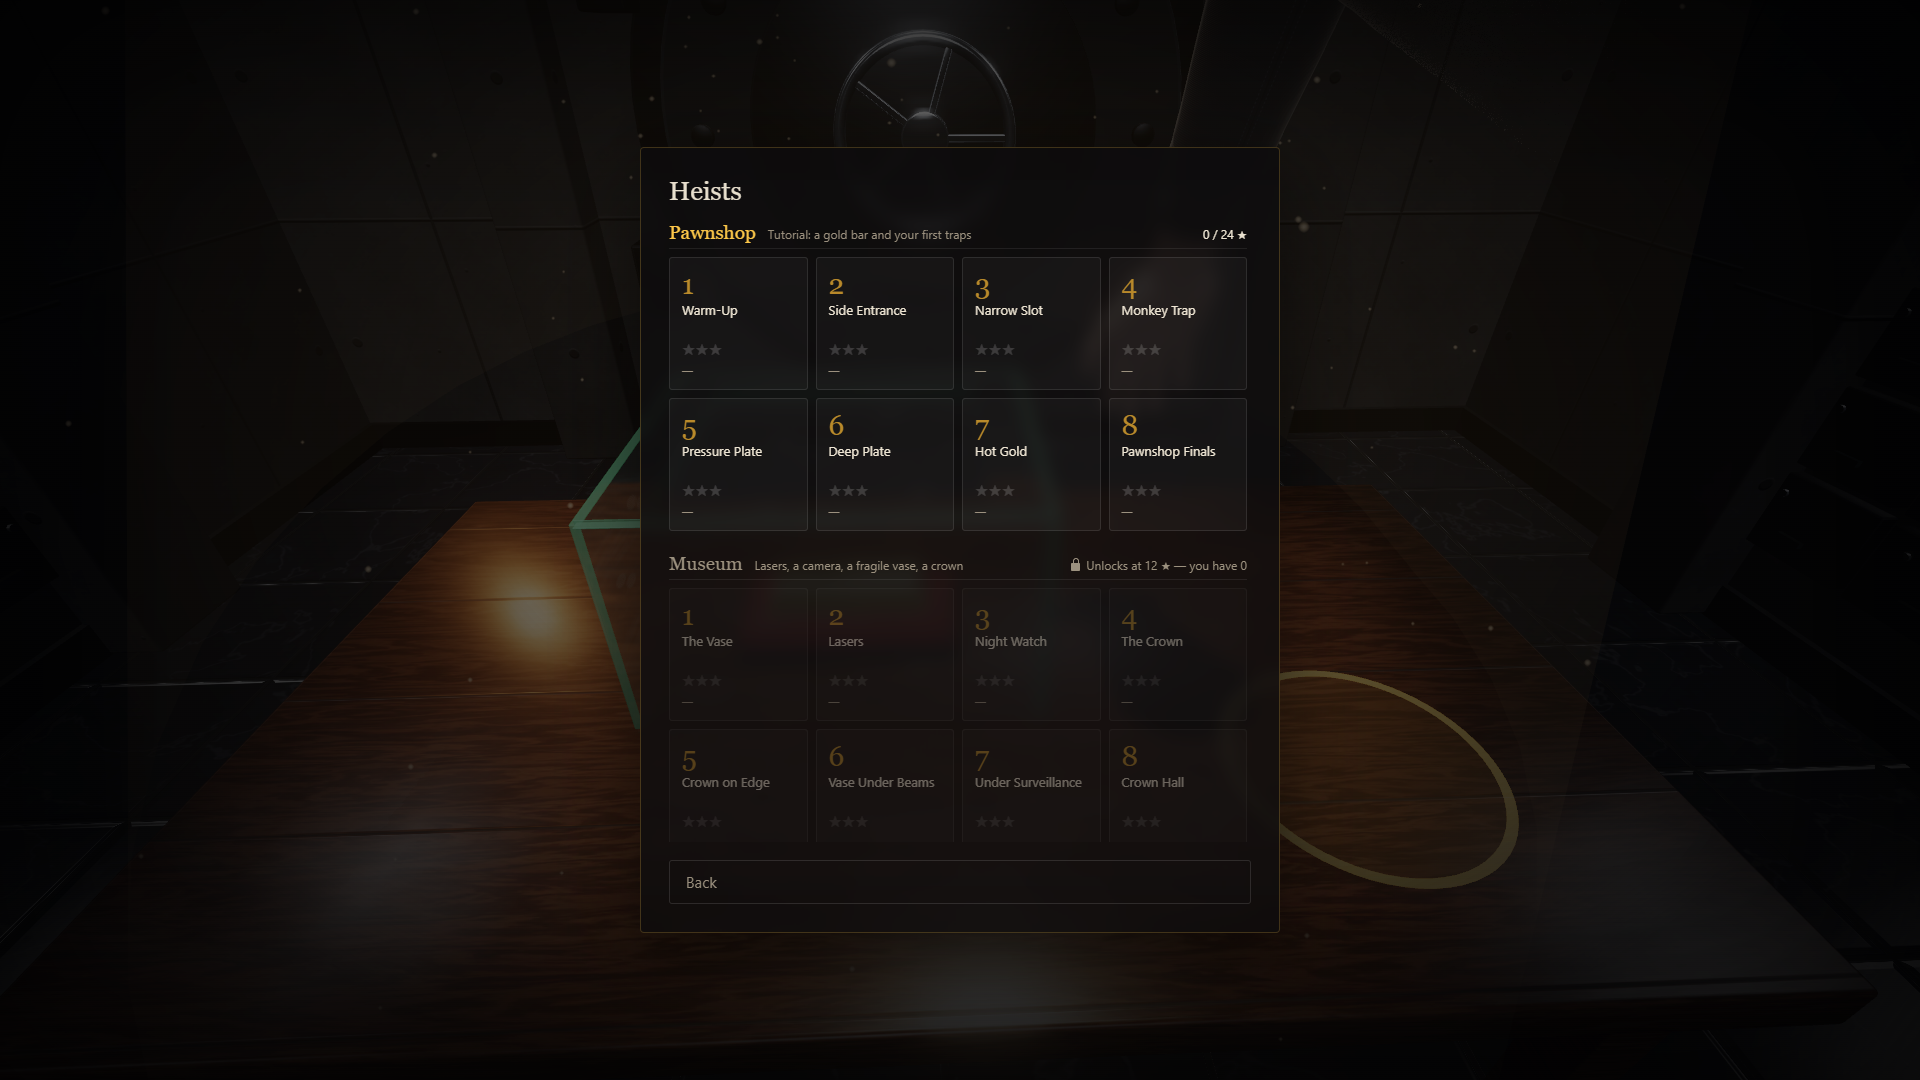 Heists
Pawnshop Tutorial: a gold bar and your first traps 0 / 24 ★
1 2 3 4
Warm-Up Side Entrance Narrow Slot Monkey Trap
★★★ ★★★ ★★★ ★★★
— — — —
5 6 7 8
Pressure Plate Deep Plate Hot Gold Pawnshop Finals
★★★ ★★★ ★★★ ★★★
— — — —
Museum Lasers, a camera, a fragile vase, a crown Unlocks at 12 ★ — you have 0
1 2 3 4
The Vase Lasers Night Watch The Crown
★★★ ★★★ ★★★ ★★★
— — — —
5 6 7 8
Crown on Edge Vase Under Beams Under Surveillance Crown Hall
★★★ ★★★ ★★★ ★★★
Back